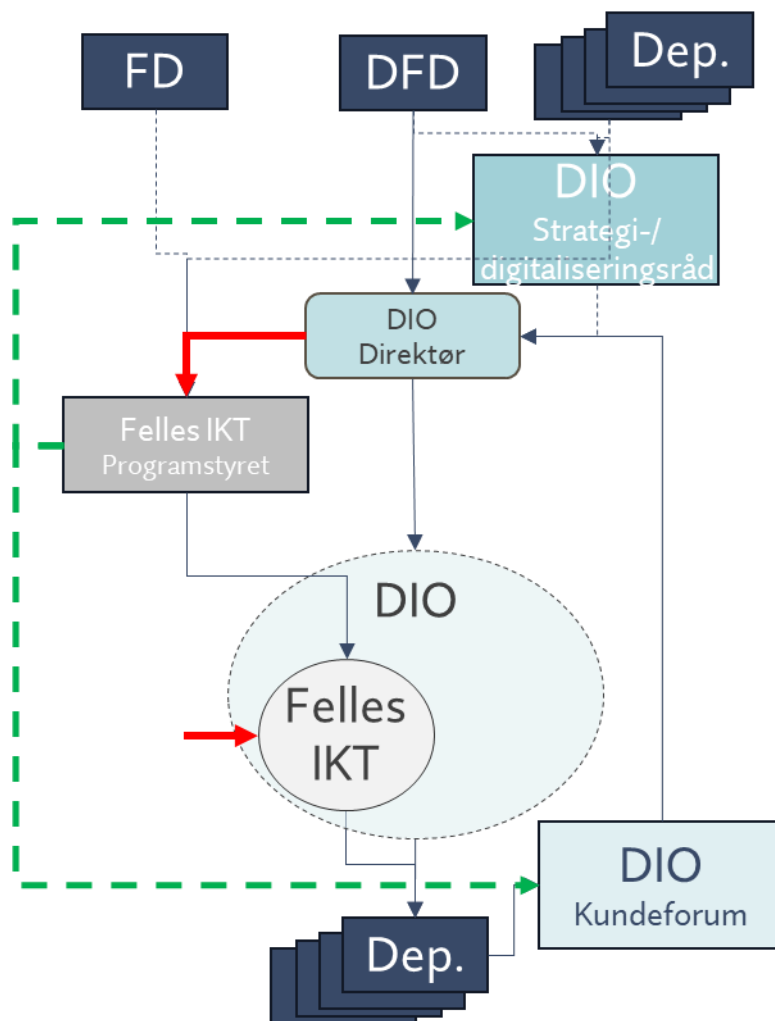 FD
DFD
Dep.
DIO
Strategi-/
digitaliseringsråd
DIO
Direktør
Felles IKT
Programstyret
DIO
Felles
IKT
DIO
Kundeforum
Dep.